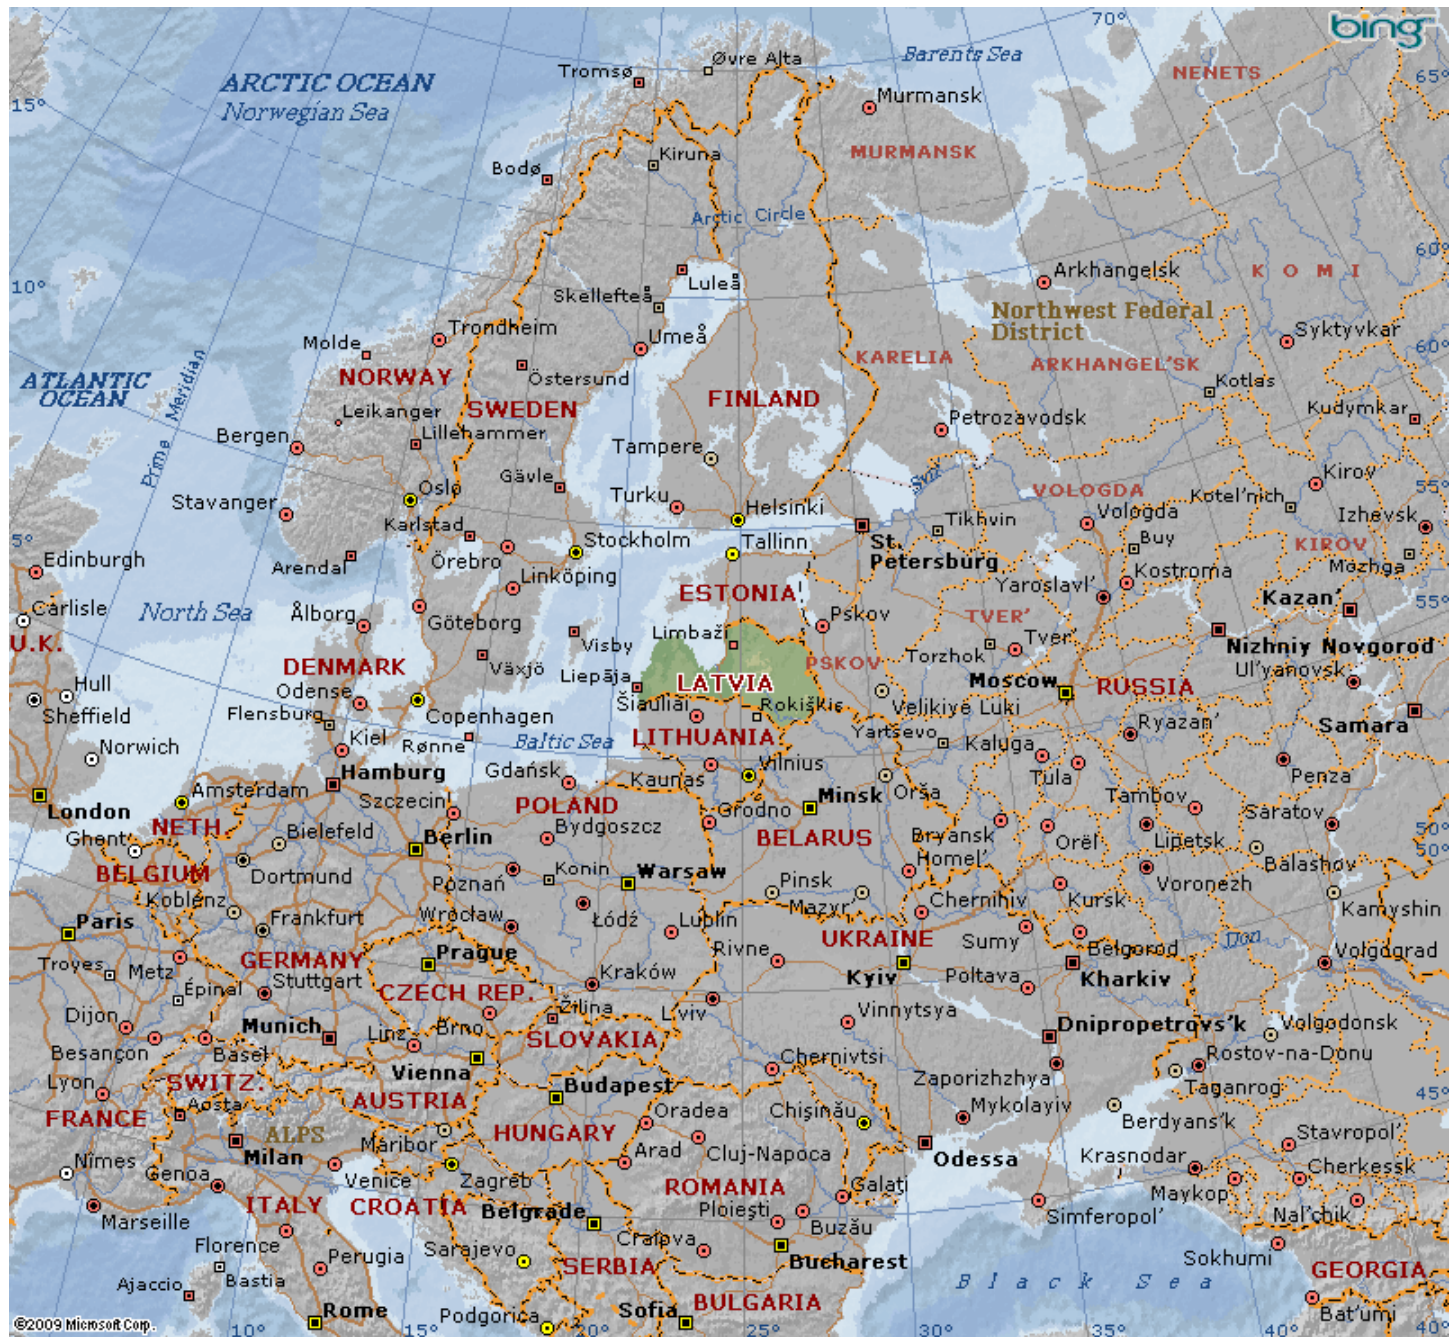 70°
bing
Øvre Alta
Barents Sea
Tromsø
NENETS
65°
ARCTIC OCEAN
Norwegian Sea
15°
Murmansk
MURMANSK
Kiruna
Bodø
Arctic Circle
60°
Arkhangelsk
KOMI
Luleå
10°
Skellefteå
Northwest Federal
District
Trondheim
Umeå
Syktyvkar
60°
Molde
KARELIA
ARKHANGEL'SK
Prime Meridian
NORWAY
Östersund
ATLANTIC
OCEAN
Kotlas
FINLAND
SWEDEN
Leikanger
Kudymkar
Petrozavodsk
Bergen
Lillehammer
Tampere
Kirov
55°
Gävle
Svir'
Oslo
Turku
VOLOGDA
Kotel'nich
Stavanger
Helsinki
Vologda
Izhevsk
Karlstad
Tikhvin
St.
Petersburg
Stockholm
Tallinn
Buy
KIROV
5°
Edinburgh
Örebro
Mozhga
Arendal
Linköping
Kostroma
Yaroslavl'
ESTONIA
Kazan'
55°
Carlisle
North Sea
Ålborg
Göteborg
Pskov
TVER'
Limbaži
Tver'
U.K.
Visby
Nizhniy Novgorod
Torzhok
DENMARK
Växjö
PSKOV
Ul'yanovsk
Liepāja
LATVIA
Moscow
RUSSIA
Hull
Odense
Šiauliai
Rokiškis
Velikiye Luki
Sheffield
Flensburg
Copenhagen
Ryazan'
Samara
Yartsevo
Kiel
Rønne
Baltic Sea
LITHUANIA
Kaluga
Norwich
Hamburg
Gdańsk
Kaunas
Vilnius
Tula
Penza
Orša
Amsterdam
Szczecin
POLAND
Minsk
Tambov
London
Grodno
Saratov
NETH
Bielefeld
Bydgoszcz
BELARUS
Bryansk
Orël
Lipetsk
50°
Ghent
Berlin
50°
Homel'
Balashov
BELGIUM
Dortmund
Poznań
Konin
Warsaw
Pinsk
Voronezh
Koblenz
Mazyr'
Chernihiv
Kursk
Kamyshin
Frankfurt
Wrocław
Łódź
Lublin
Paris
UKRAINE
Sumy
Don
Rivne
Belgorod
Volgograd
Troyes
Metz
GERMANY
Prague
Kyiv
Poltava
Kharkiv
Stuttgart
Kraków
Épinal
CZECH REP.
Žilina
L'viv
Vinnytsya
Dijon
Munich
Linz
Brno
SLOVAKIA
Dnipropetrovs'k
Volgodonsk
Besançon
Basel
Chernivtsi
Rostov-na-Donu
Vienna
Zaporizhzhya
Lyon
SWITZ.
Budapest
Taganrog
45°
FRANCE
Aosta
AUSTRIA
Oradea
Chişinău
Mykolayiv
Berdyans'k
ALPS
Maribor
HUNGARY
Stavropol'
Milan
Arad
Cluj-Napoca
Odessa
Krasnodar
Nîmes
Genoa
Venice
Zagreb
Cherkessk
ROMANIA
Galaţi
Maykop
ITALY
CROATIA
Belgrade
Ploieşti
Simferopol'
Nal'chik
Marseille
Buzău
Florence
Sarajevo
Craiova
Bucharest
Sokhumi
Perugia
SERBIA
GEORGIA
Ajaccio
Bastia
Black Sea
BULGARIA
Rome
Podgorica
Sofia
Bat'umi
©2009 Microsoft Corp.
10°
15°
20°
25°
30°
35°
40°
40°